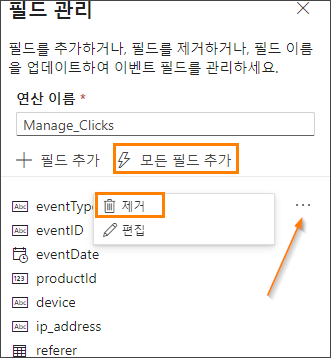 필드 관리
필드를 추가하거나, 필드를 제거하거나, 필드 이름
을 업데이트하여 이벤트 필드를 관리하세요.
연산 이름 *
Manage_Clicks
필드 추가 모든 필드 추가
Abc eventType
제거
Abc eventID
편집
eventDate
123 productId
Abc device
Abc ip_address
referer